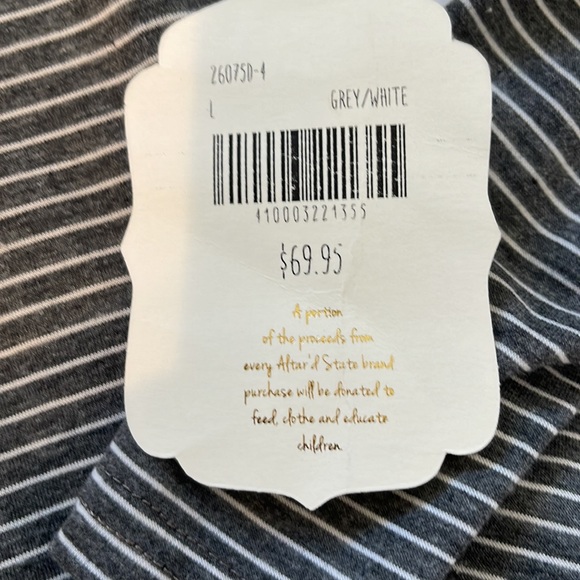 26075D-4
L GREY/WHITE
410003221355
$69.95
A portion
of the proceeds from
every Altar'd State brand
purchase will be donated to
feed, clothe and educate
children.